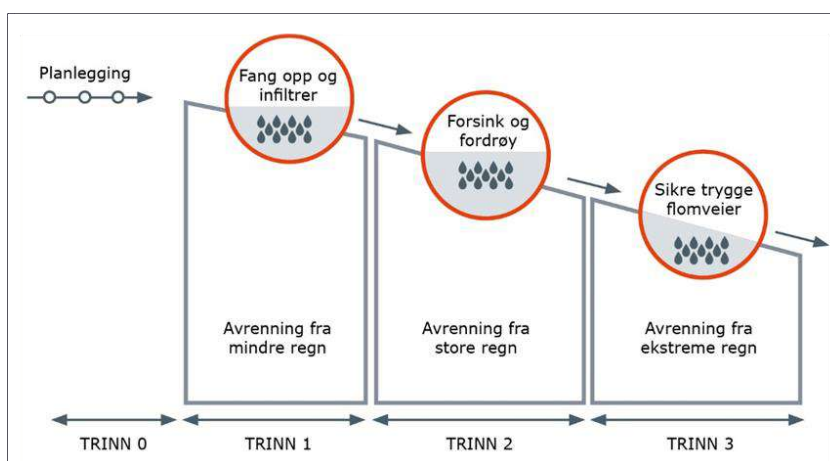 Planlegging
Fang opp og
infiltrer
Forsink og
fordrøy
Sikre trygge
flomveier
Avrenning fra
mindre regn
Avrenning fra
store regn
Avrenning fra
ekstreme regn
TRINN 0
TRINN 1
TRINN 2
TRINN 3